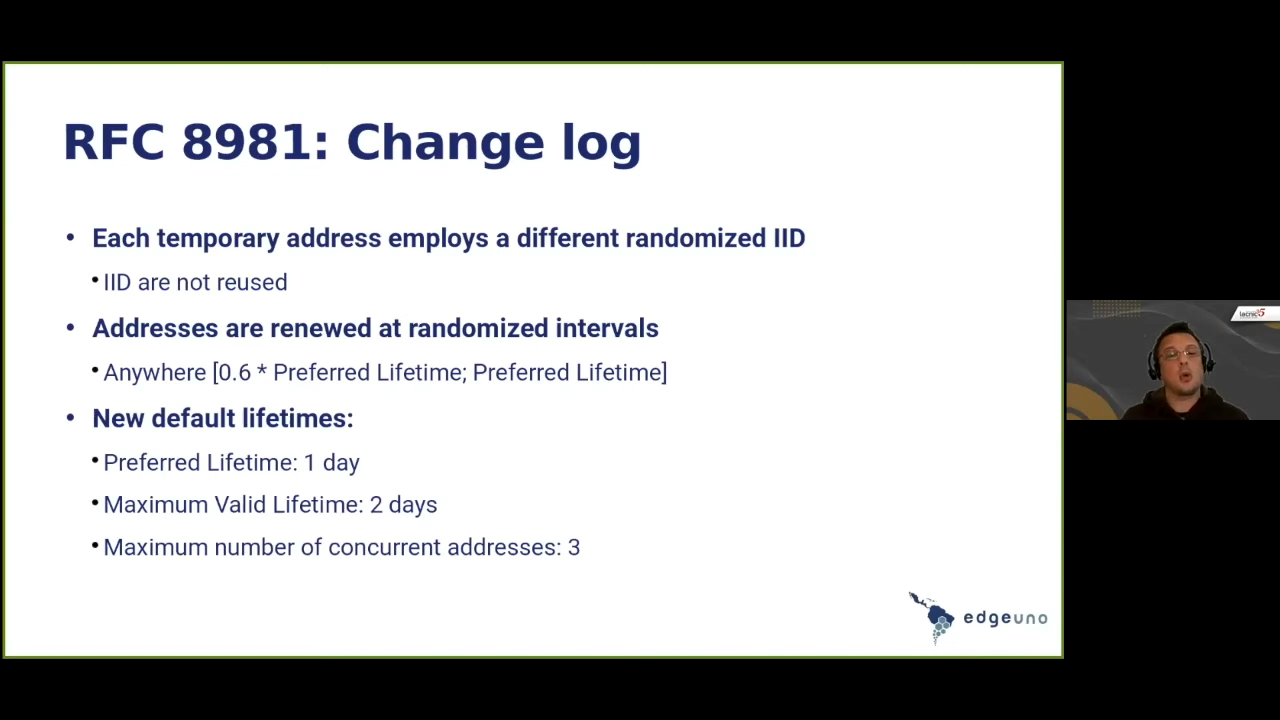 RFC 8981: Change log
• Each temporary address employs a different randomized IID
• IID are not reused
• Addresses are renewed at randomized intervals
• Anywhere [0.6 * Preferred Lifetime; Preferred Lifetime]
• New default lifetimes:
• Preferred Lifetime: 1 day
• Maximum Valid Lifetime: 2 days
• Maximum number of concurrent addresses: 3
edgeuno